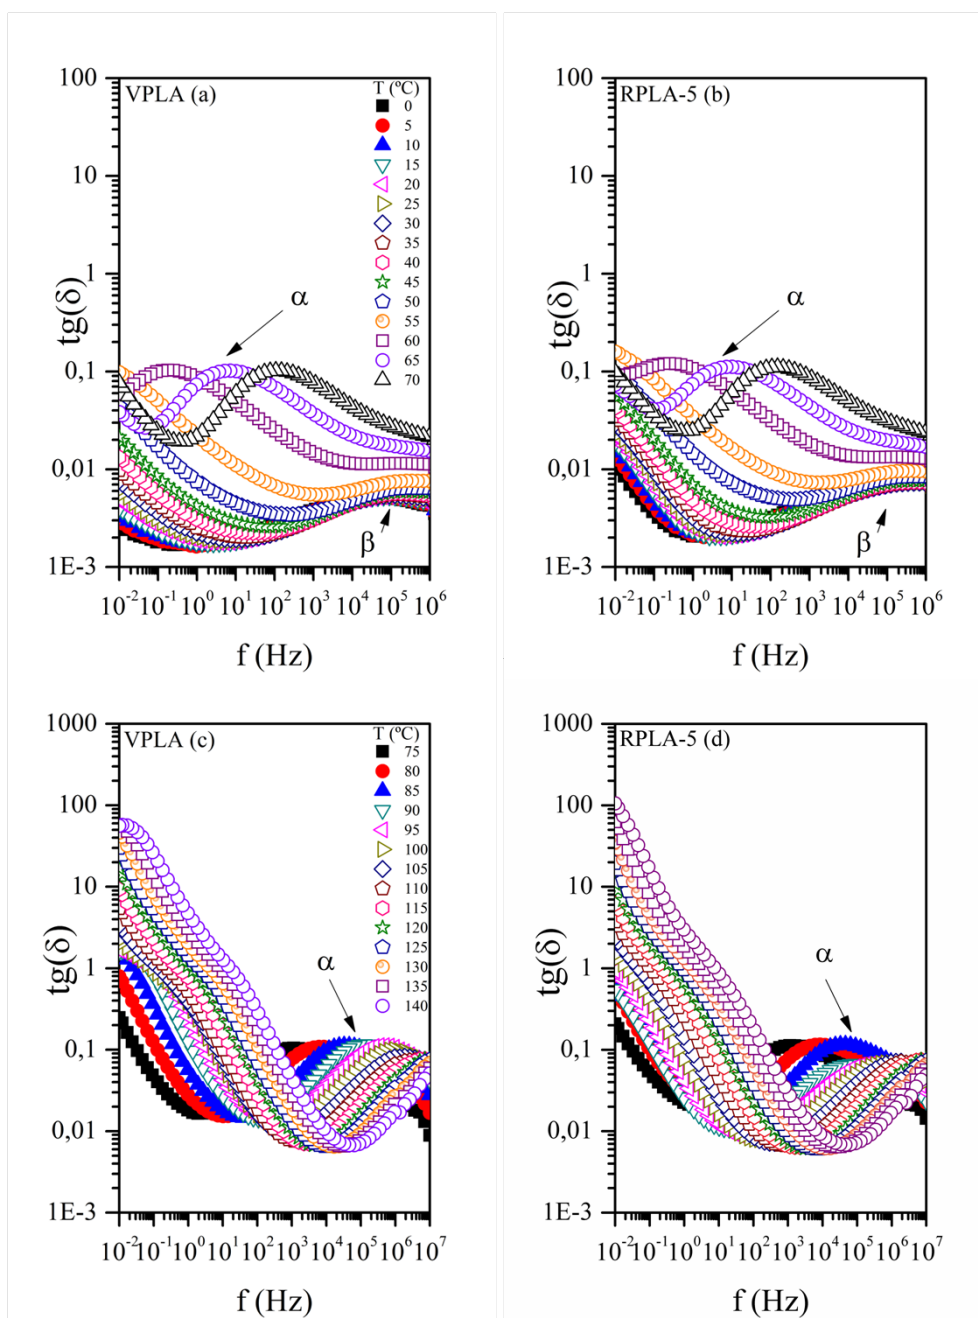 VPLA (a)
T (ºC)
0
5
10
15
20
25
30
35
40
45
50
55
60
65
70
100
10
1
0,1
0,01
1E-3
tg(δ)
α
β
10⁻² 10⁻¹ 10⁰ 10¹ 10² 10³ 10⁴ 10⁵ 10⁶
f (Hz)
RPLA-5 (b)
100
10
1
0,1
0,01
1E-3
tg(δ)
α
β
10⁻² 10⁻¹ 10⁰ 10¹ 10² 10³ 10⁴ 10⁵ 10⁶
f (Hz)
VPLA (c)
T (ºC)
75
80
85
90
95
100
105
110
115
120
125
130
135
140
1000
100
10
1
0,1
0,01
1E-3
tg(δ)
α
10⁻² 10⁻¹ 10⁰ 10¹ 10² 10³ 10⁴ 10⁵ 10⁶ 10⁷
f (Hz)
RPLA-5 (d)
1000
100
10
1
0,1
0,01
1E-3
tg(δ)
α
10⁻² 10⁻¹ 10⁰ 10¹ 10² 10³ 10⁴ 10⁵ 10⁶ 10⁷
f (Hz)